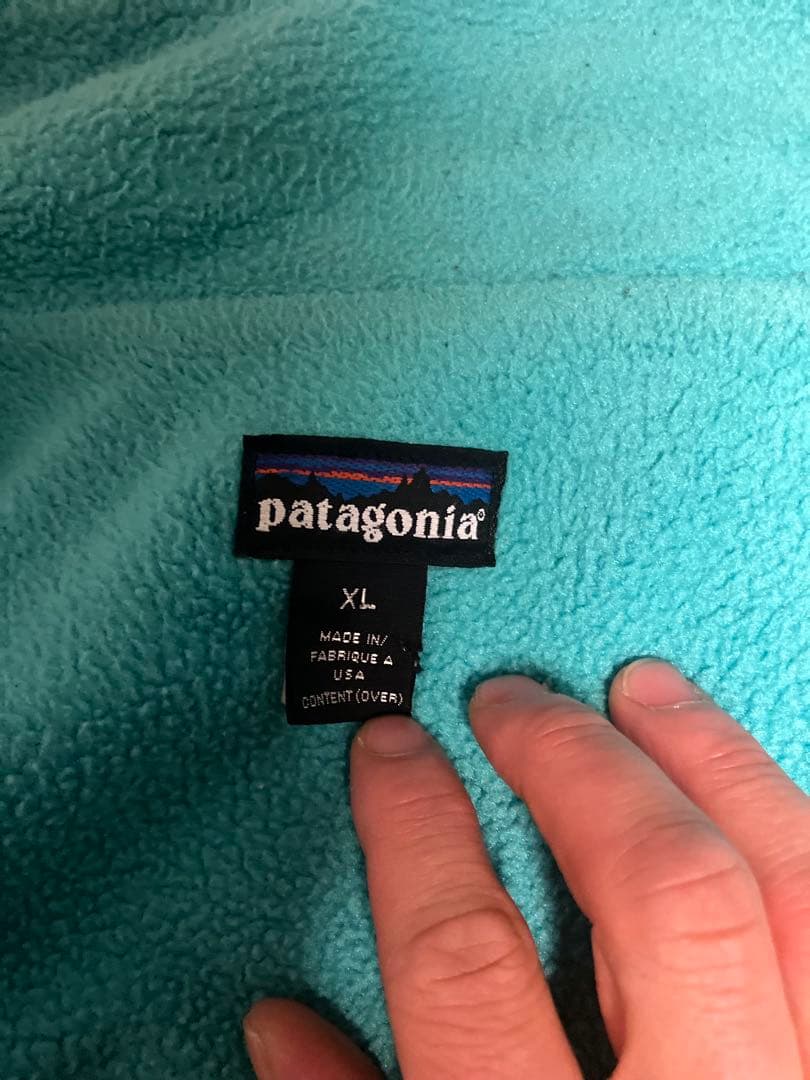 patagonia®
XL
MADE IN/
FABRIQUE A
USA
CONTENT (OVER)